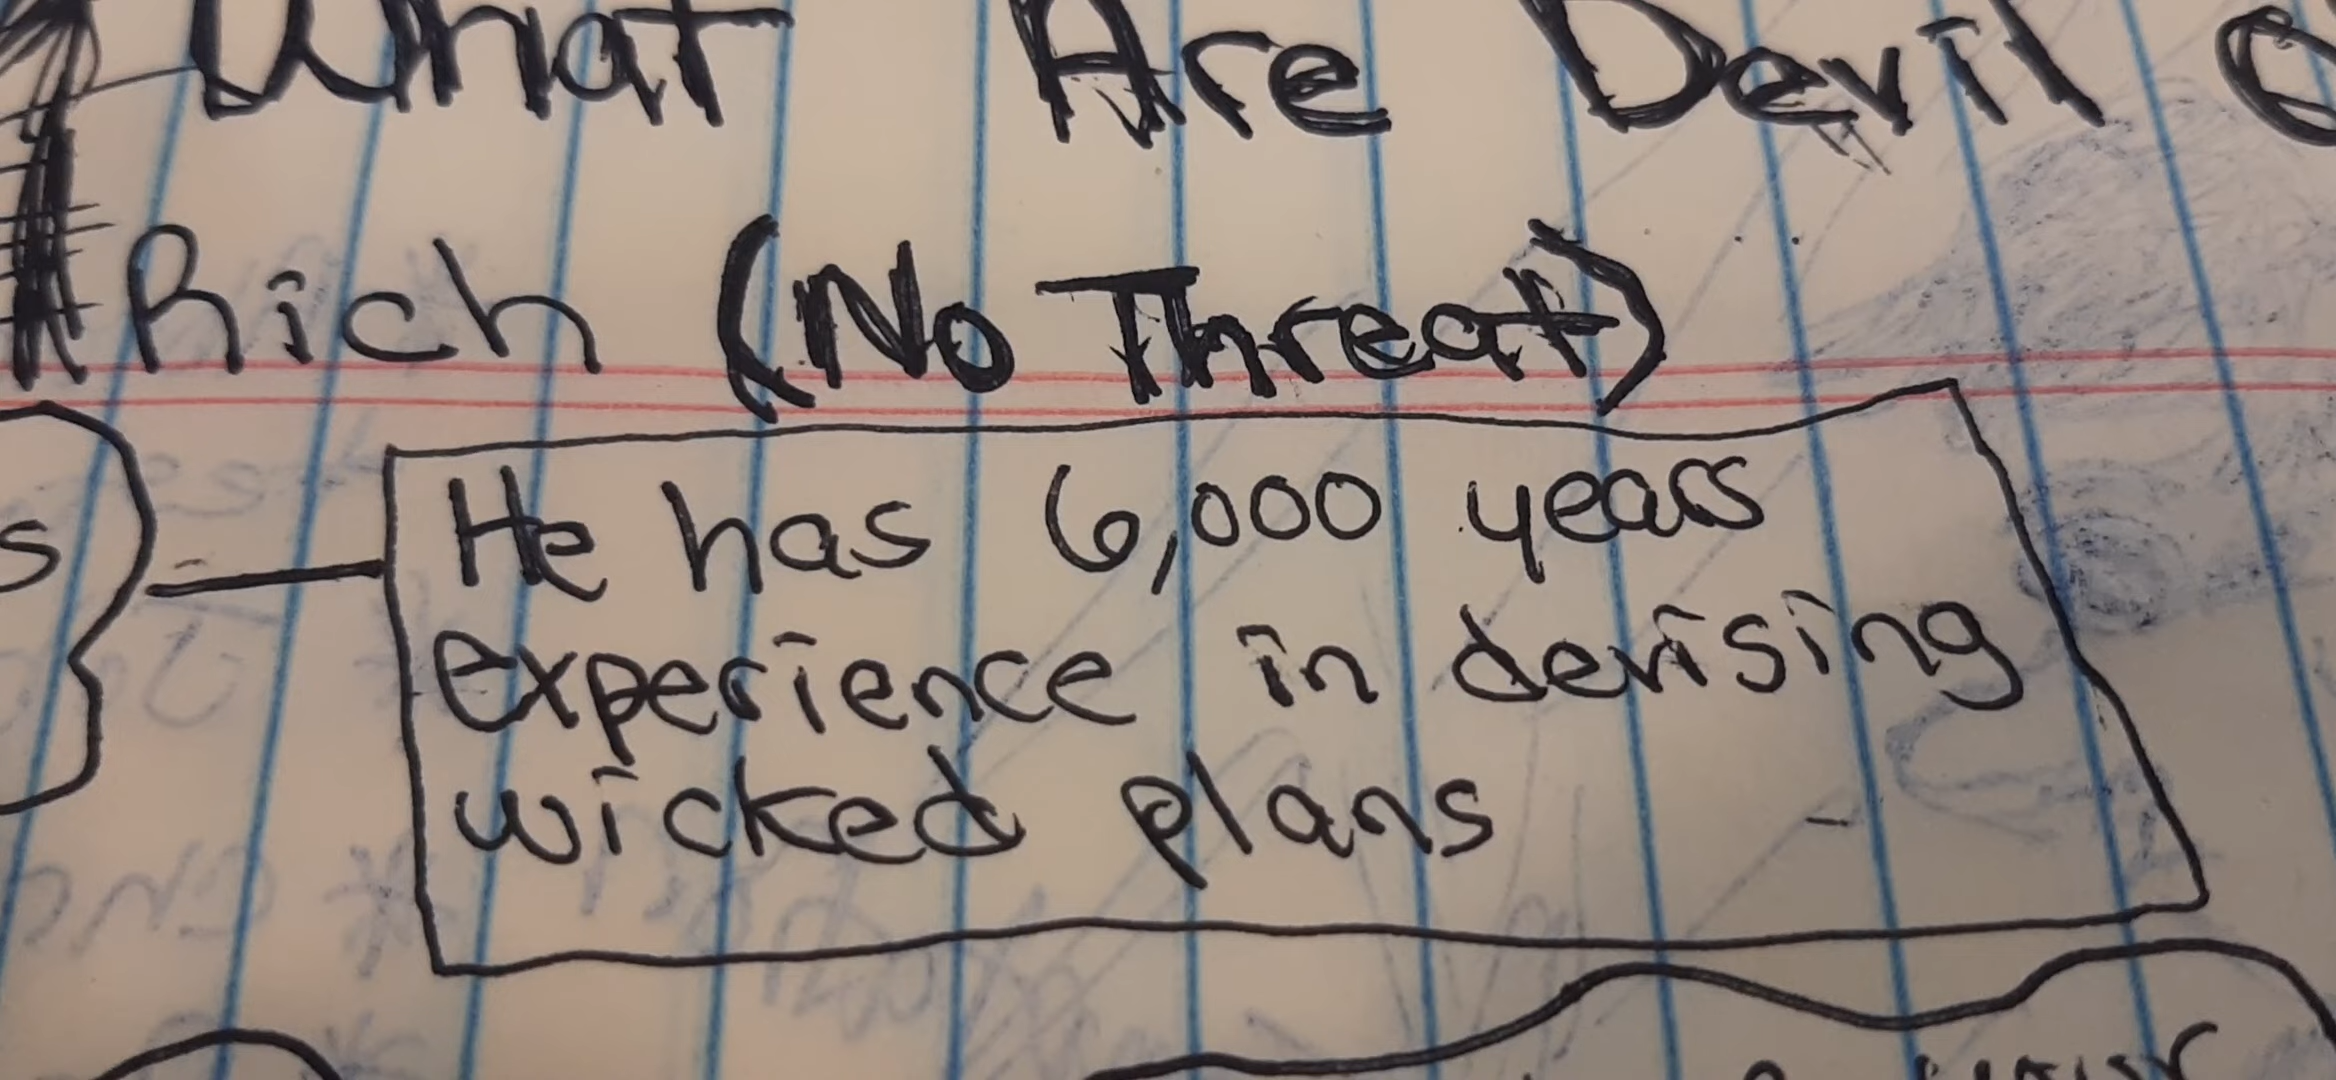 What Are Devil
Rich (No Threat)
s
He has 6,000 years
experience in devising
wicked plans